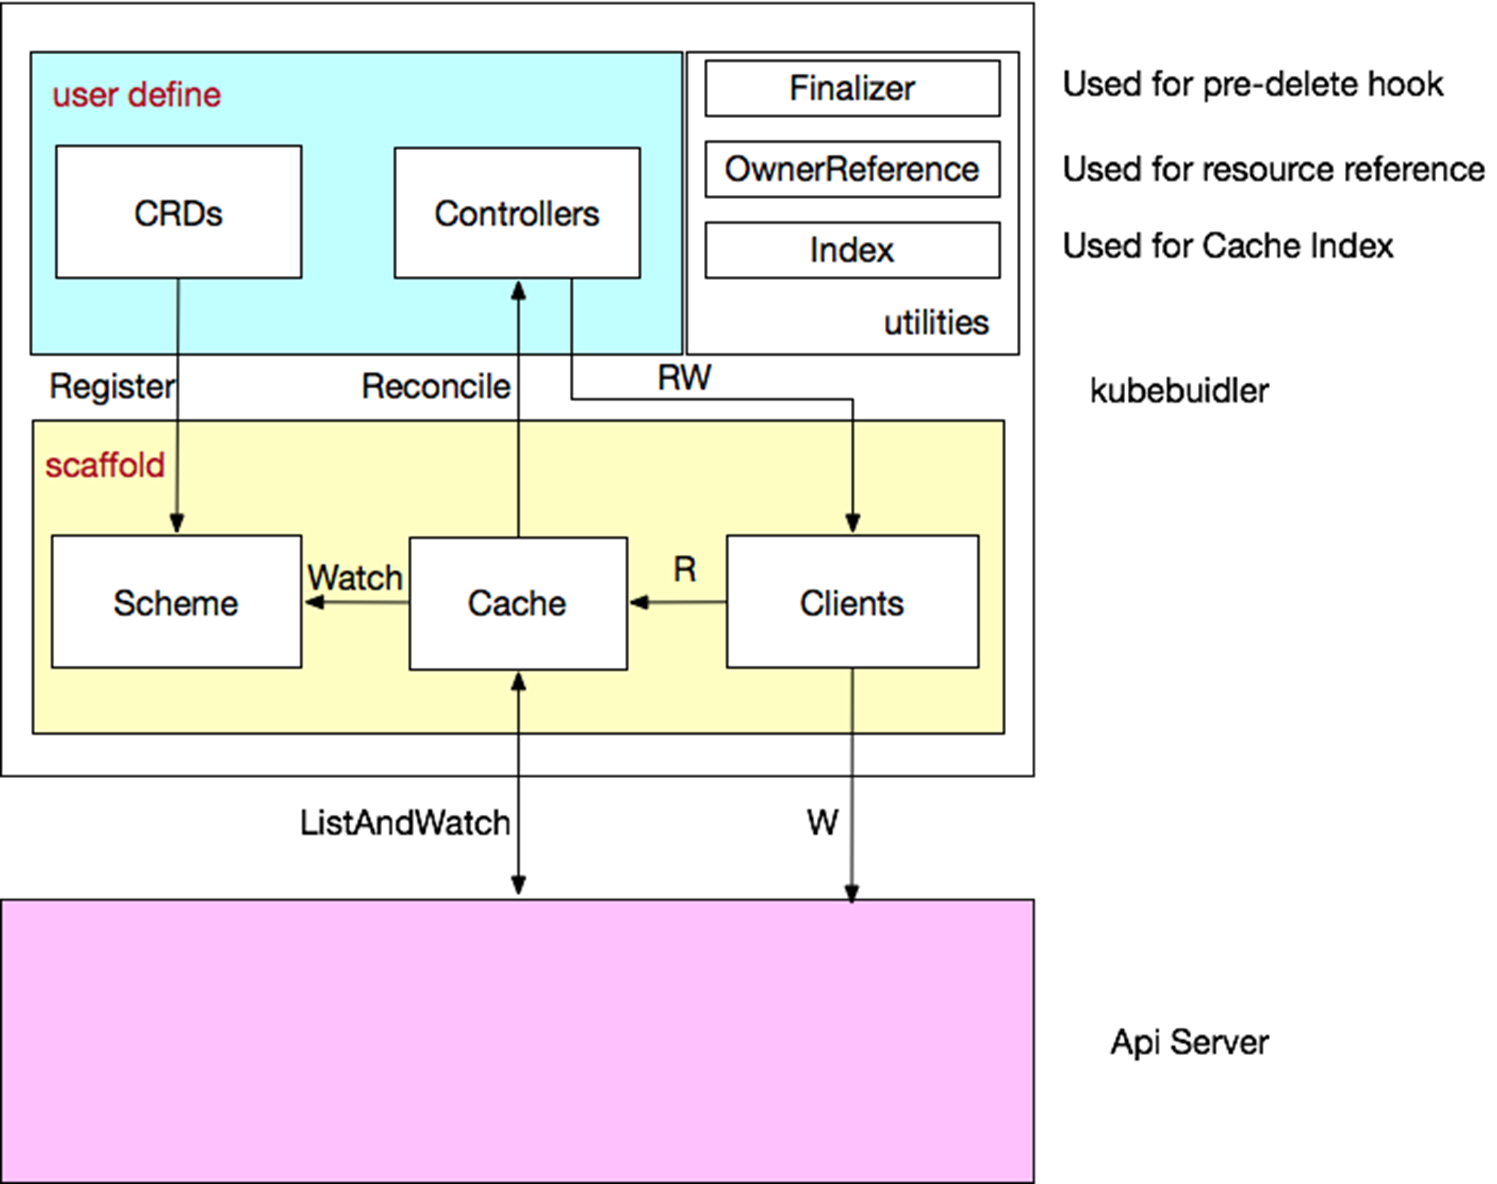 user define
Finalizer
Used for pre-delete hook
OwnerReference
Used for resource reference
CRDs
Controllers
Index
Used for Cache Index
utilities
Register
Reconcile
RW
kubebuidler
scaffold
Watch
R
Scheme
Cache
Clients
ListAndWatch
W
Api Server